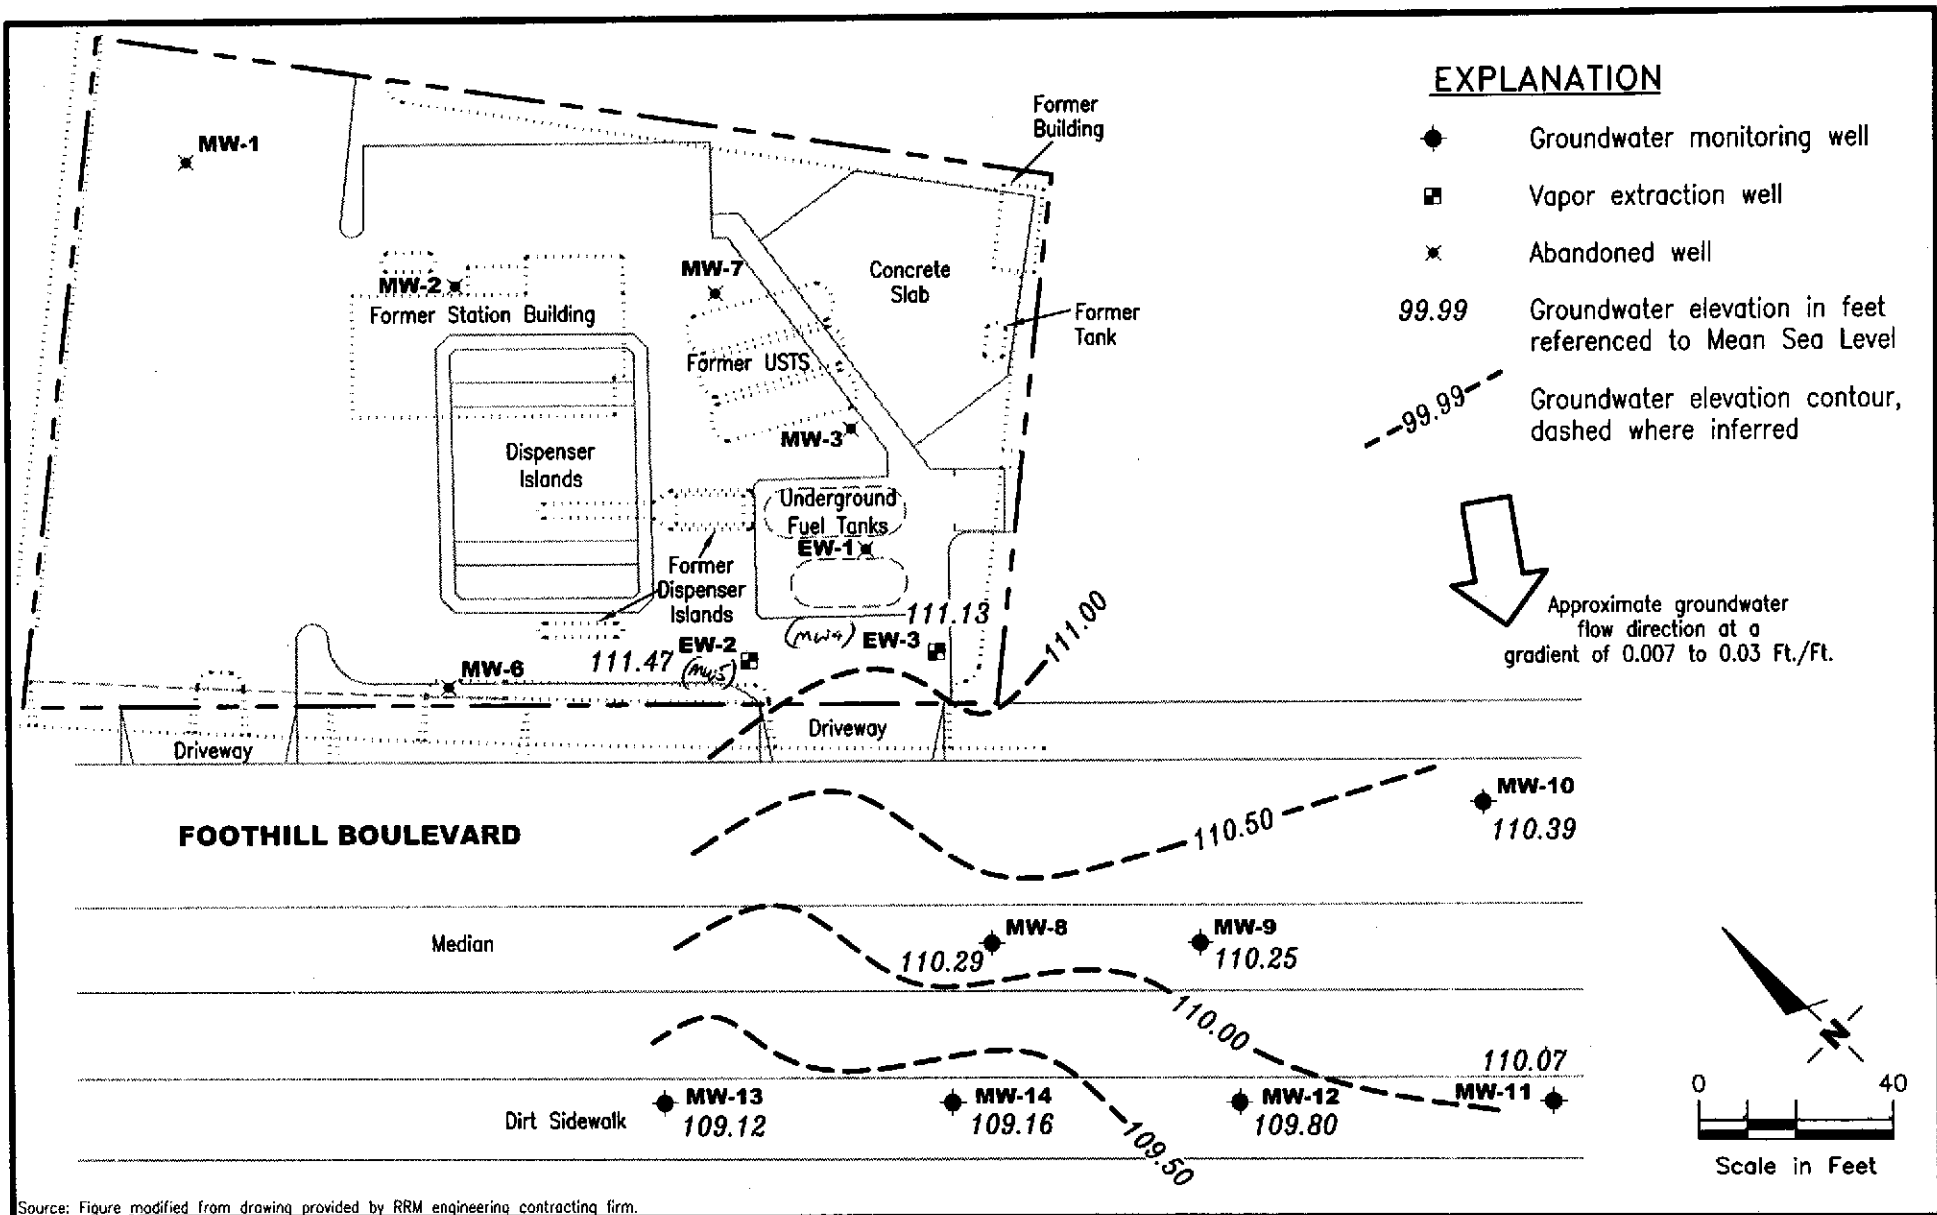 EXPLANATION
Groundwater monitoring well
Vapor extraction well
Abandoned well
99.99
Groundwater elevation in feet
referenced to Mean Sea Level
99.99
Groundwater elevation contour,
dashed where inferred
Approximate groundwater
flow direction at a
gradient of 0.007 to 0.03 Ft./Ft.
MW-1
Former
Building
MW-2
Former Station Building
MW-7
Concrete
Slab
Former
Tank
Former USTS
MW-3
Dispenser
Islands
Underground
Fuel Tanks
EW-1
Former
Dispenser
Islands
111.13
(MW4)
EW-3
EW-2
111.47
(MW5)
MW-6
111.00
Driveway
Driveway
FOOTHILL BOULEVARD
110.50
MW-10
110.39
Median
MW-8
110.29
MW-9
110.25
110.00
110.07
MW-11
MW-13
109.12
MW-14
109.16
MW-12
109.80
109.50
Dirt Sidewalk
N
0
40
Scale in Feet
Source: Figure modified from drawing provided by RRM engineering contracting firm.